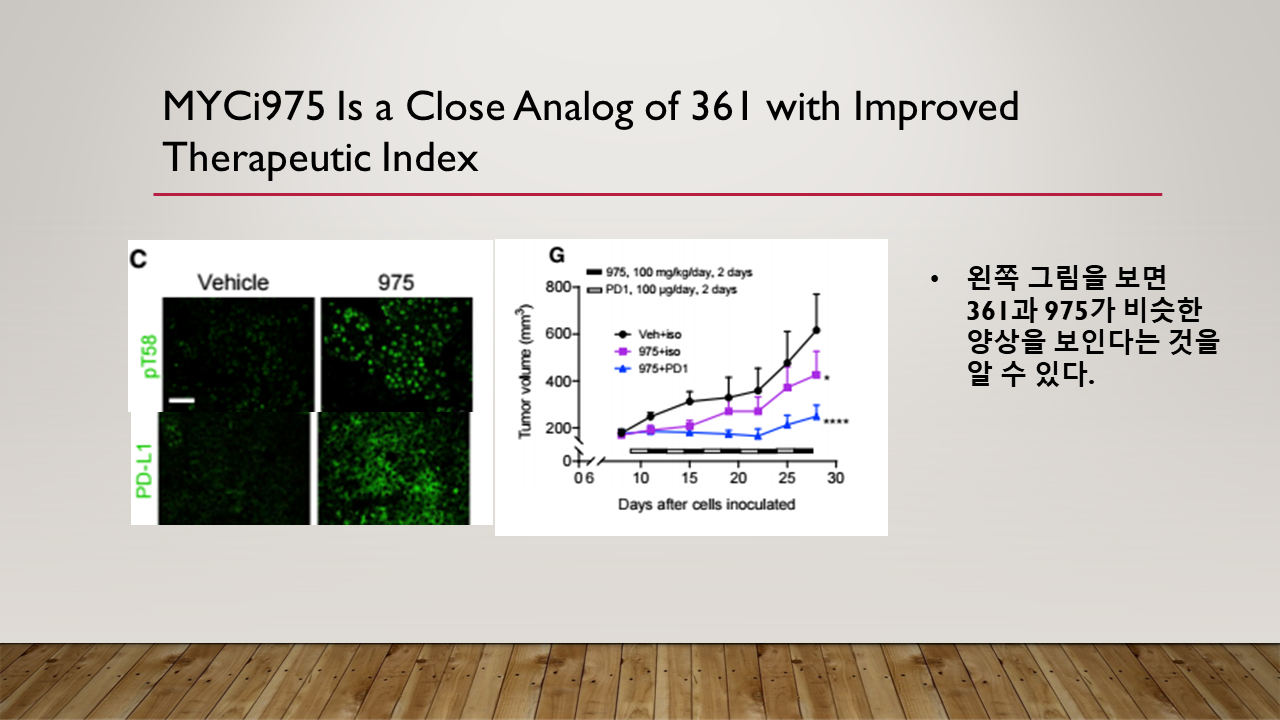 MYCi975 Is a Close Analog of 361 with Improved
Therapeutic Index
C
Vehicle
975
pT58
PD-L1
G
975, 100 mg/kg/day, 2 days
PD1, 100 µg/day, 2 days
Veh+iso
975+iso
975+PD1
Tumor volume (mm³)
800
600
400
200
0
0 6 10 15 20 25 30
*
****
Days after cells inoculated
• 왼쪽 그림을 보면
361과 975가 비슷한
양상을 보인다는 것을
알 수 있다.